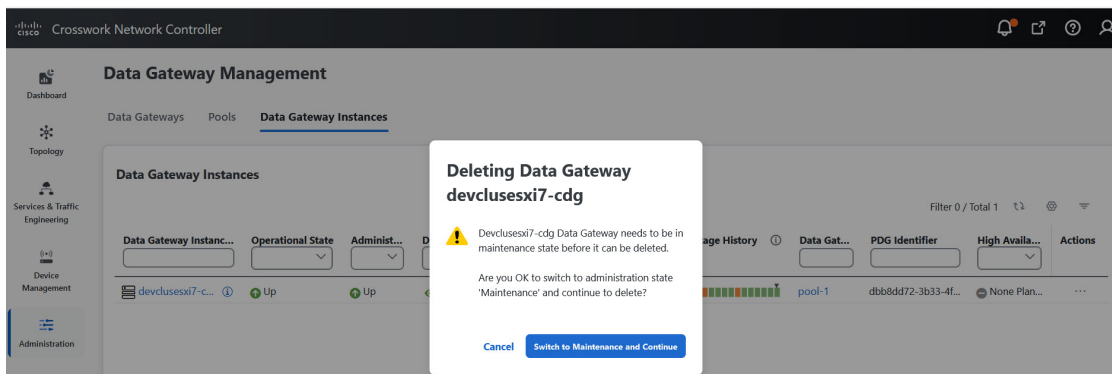 cisco Crosswork Network Controller
Dashboard
Topology
Services & Traffic
Engineering
Device
Management
Administration
Data Gateway Management
Data Gateways Pools Data Gateway Instances
Data Gateway Instances
Filter 0 / Total 1
Data Gateway Instanc... Operational State Administ... D age History Data Gat... PDG Identifier High Availa... Actions
devclusesxi7-c... Up Up pool-1 dbb8dd72-3b33-4f... None Plan... ...
Deleting Data Gateway
devclusesxi7-cdg
Devclusesxi7-cdg Data Gateway needs to be in
maintenance state before it can be deleted.
Are you OK to switch to administration state
'Maintenance' and continue to delete?
Cancel Switch to Maintenance and Continue